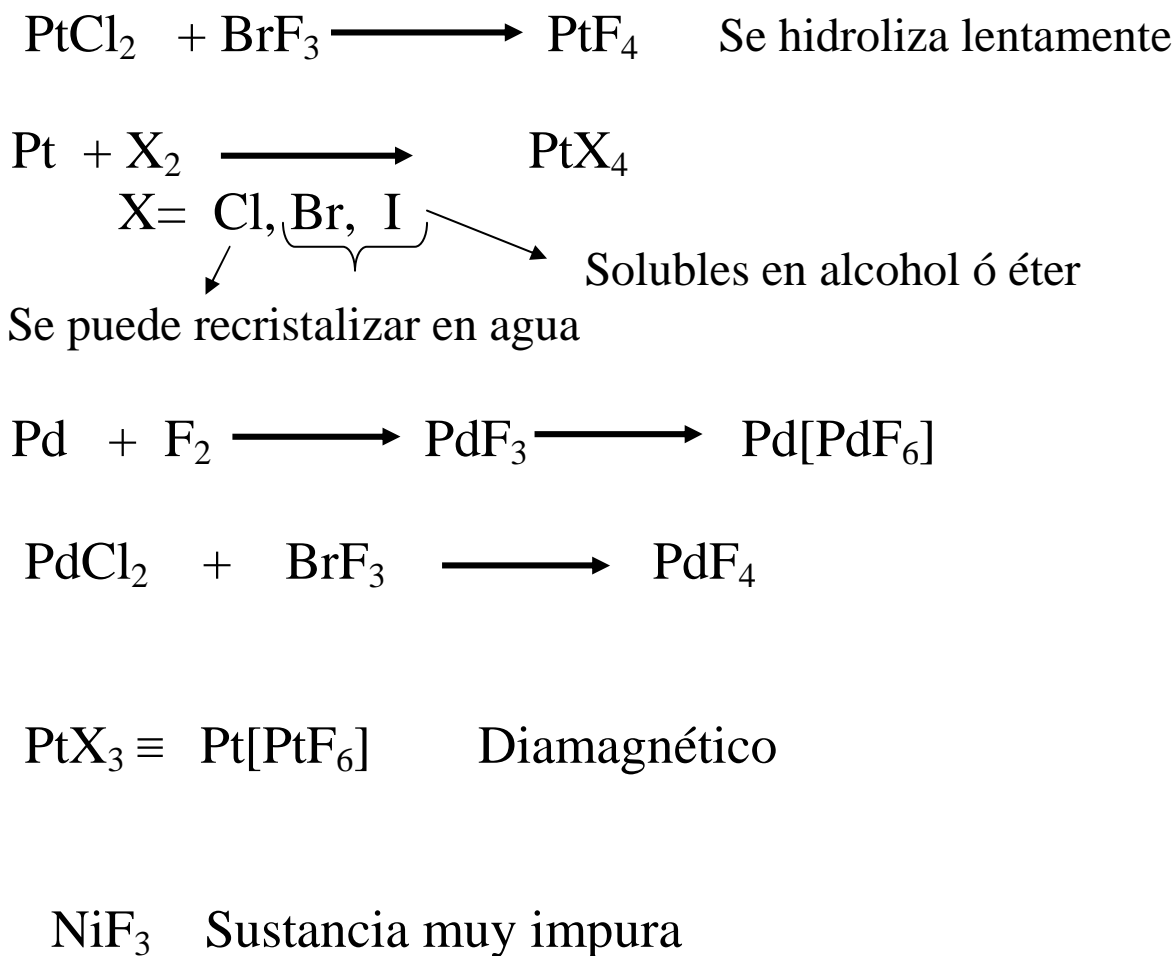 PtCl₂ + BrF₃ ⟶ PtF₄ Se hidroliza lentamente
Pt + X₂ ⟶ PtX₄
X= Cl, Br, I
Solubles en alcohol ó éter
Se puede recristalizar en agua
Pd + F₂ ⟶ PdF₃ ⟶ Pd[PdF₆]
PdCl₂ + BrF₃ ⟶ PdF₄
PtX₃ ≡ Pt[PtF₆] Diamagnético
NiF₃ Sustancia muy impura